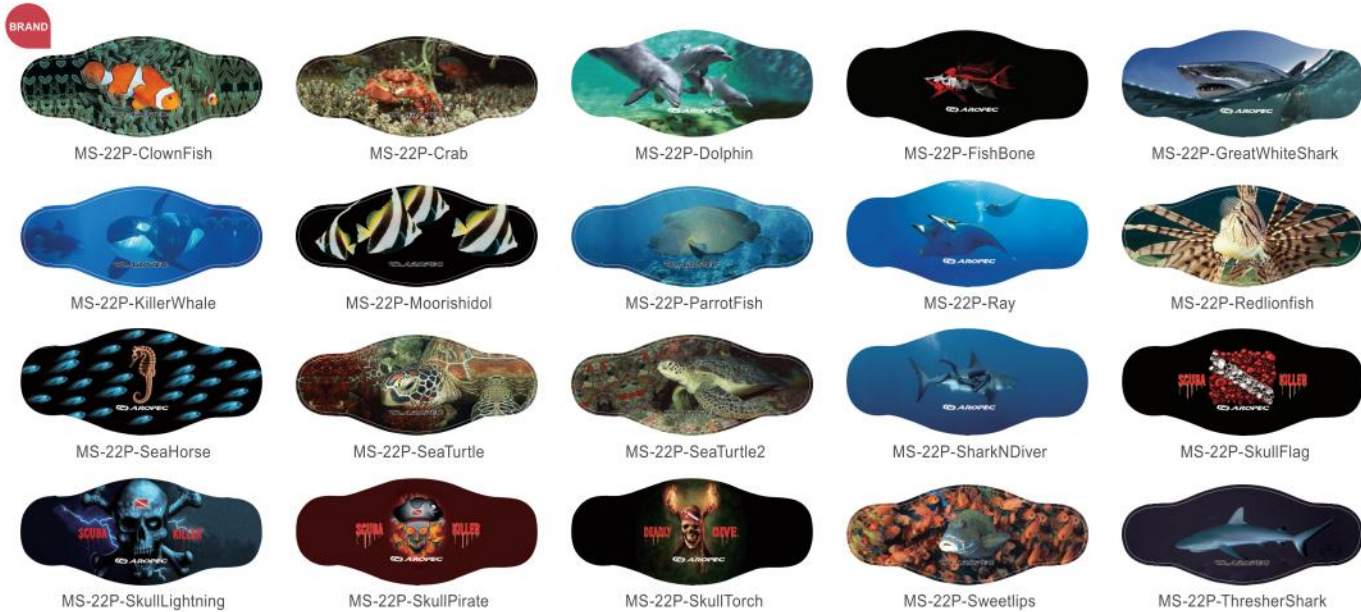 BRAND
MS-22P-ClownFish
MS-22P-Crab
AROPEC
MS-22P-Dolphin
AROPEC
MS-22P-FishBone
AROPEC
MS-22P-GreatWhiteShark
MS-22P-KillerWhale
AROPEC
MS-22P-Moorishidol
MS-22P-ParrotFish
AROPEC
MS-22P-Ray
MS-22P-Redlionfish
AROPEC
MS-22P-SeaHorse
MS-22P-SeaTurtle
MS-22P-SeaTurtle2
AROPEC
MS-22P-SharkNDiver
SCUBA KILLER
AROPEC
MS-22P-SkullFlag
SCUBA KILLER
AROPEC
MS-22P-SkullLightning
SCUBA KILLER
AROPEC
MS-22P-SkullPirate
DEADLY DIVE
AROPEC
MS-22P-SkullTorch
MS-22P-Sweetlips
AROPEC
MS-22P-ThresherShark